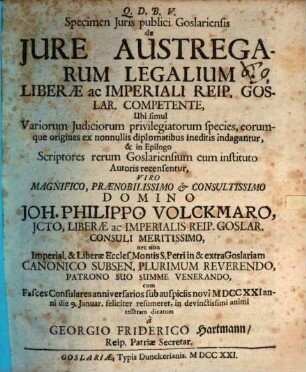 Q. D. B. V.
Specimen Juris publici Goslariensis
de
JURE AUSTREGA-
RUM LEGALIUM
LIBERÆ ac IMPERIALI REIP. GOS-
LAR. COMPETENTE,
Ubi simul
Variorum Judiciorum privilegiatorum species, eorum-
que origines ex nonnullis diplomatibus ineditis indagantur,
& in Epilogo
Scriptores rerum Goslariensium cum instituto
Autoris recensentur,
VIRO
MAGNIFICO, PRÆNOBILISSIMO & CONSULTISSIMO
DOMINO
JOH. PHILIPPO VOLCKMARO,
JCTO, LIBERÆ ac IMPERIALIS REIP. GOSLAR.
CONSULI MERITISSIMO,
nec non
Imperial. & Liberæ Eccles. Montis S. Petri in & extra Goslariam
CANONICO SUBSEN. PLURIMUM REVERENDO,
PATRONO SUO SUMME VENERANDO,
cum
Fasces Consulares anniversarios sub auspiciis novi MDCCXXI an-
ni die 9. Januar. feliciter resumeret, in devinctissimi animi
dicatum
à
GEORGIO FRIDERICO Hartmann/
Reip. Patriæ Secretar.
GOSLARIÆ, Typis Dunckerianis. MDCCXXI.